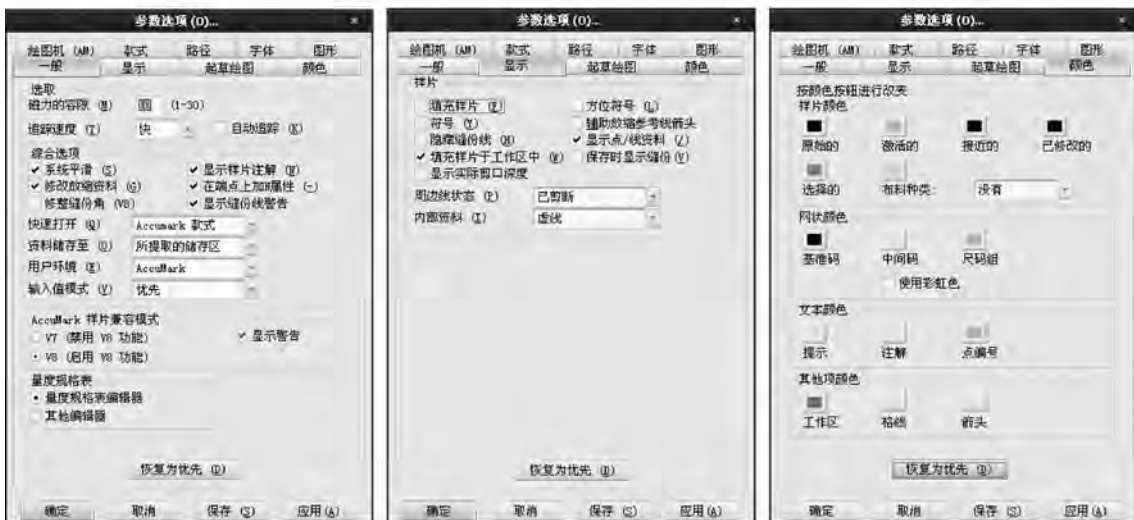 参数选项(O)...
×
绘图机 (AM) 款式 路径 字体 图形
一般 显示 起草绘图 颜色
选取
磁力的容限 (M) (1-30)
追踪速度 (T) 快 自动追踪 (K)
综合选项
系统平滑 (S) 显示样片注解 (W)
修改放缩资料 (G) 在端点上加R属性 (-)
修整缝份角 (V8) 显示缝份线警告
快速打开 (Q) Accumark 款式
资料储存至 (O) 所提取的储存区
用户环境 (E) AccuMark
输入值模式 (V) 优先
AccuMark 样片兼容模式
V7 (禁用 V8 功能) 显示警告
V8 (启用 V8 功能)
量度规格表
量度规格表编辑器
其他编辑器
恢复为优先 (D)
确定 取消 保存 (S) 应用(A)
参数选项(O)...
×
绘图机 (AM) 款式 路径 字体 图形
一般 显示 起草绘图 颜色
样片
填充样片 (F) 方位符号 (L)
符号 (Y) 辅助放缩参考线箭头
隐藏缝份线 (H) 显示点/线资料 (/)
填充样片于工作区中 (W) 保存时显示缝份(V)
显示实际剪口深度
周边线状态 (P) 已剪断
内部资料 (I) 虚线
恢复为优先 (D)
确定 取消 保存 (S) 应用(A)
参数选项(O)...
×
绘图机 (AM) 款式 路径 字体 图形
一般 显示 起草绘图 颜色
按颜色按钮进行改变
样片颜色
原始的 激活的 接近的 已修改的
选择的 布料种类: 没有
网状颜色
基准码 中间码 尺码组
使用彩虹色
文本颜色
提示 注解 点编号
其他项颜色
工作区 格线 箭头
恢复为优先 (D)
确定 取消 保存 (S) 应用(A)